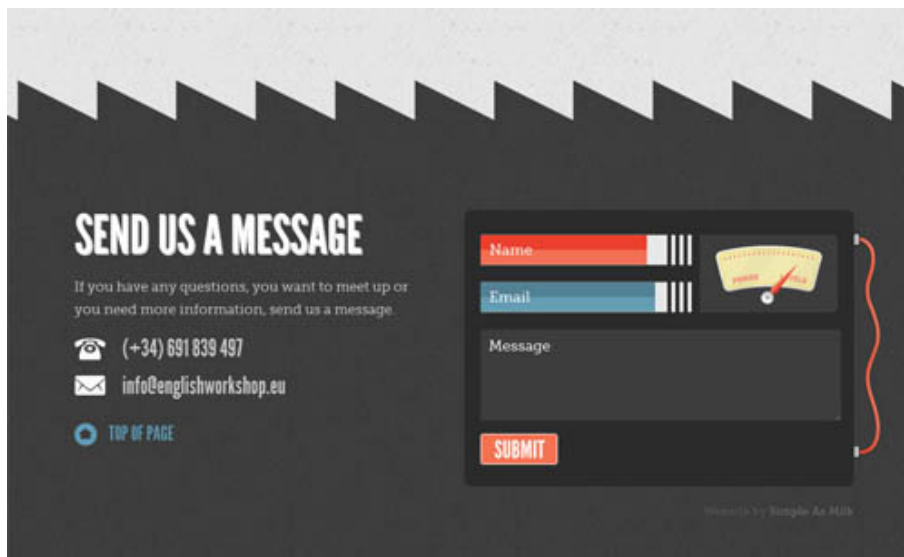 SEND US A MESSAGE
If you have any questions, you want to meet up or
you need more information, send us a message.
(+34) 691 839 497
info@englishworkshop.eu
TOP OF PAGE
Name
Email
Message
SUBMIT
POWER
Website by Simple As Milk